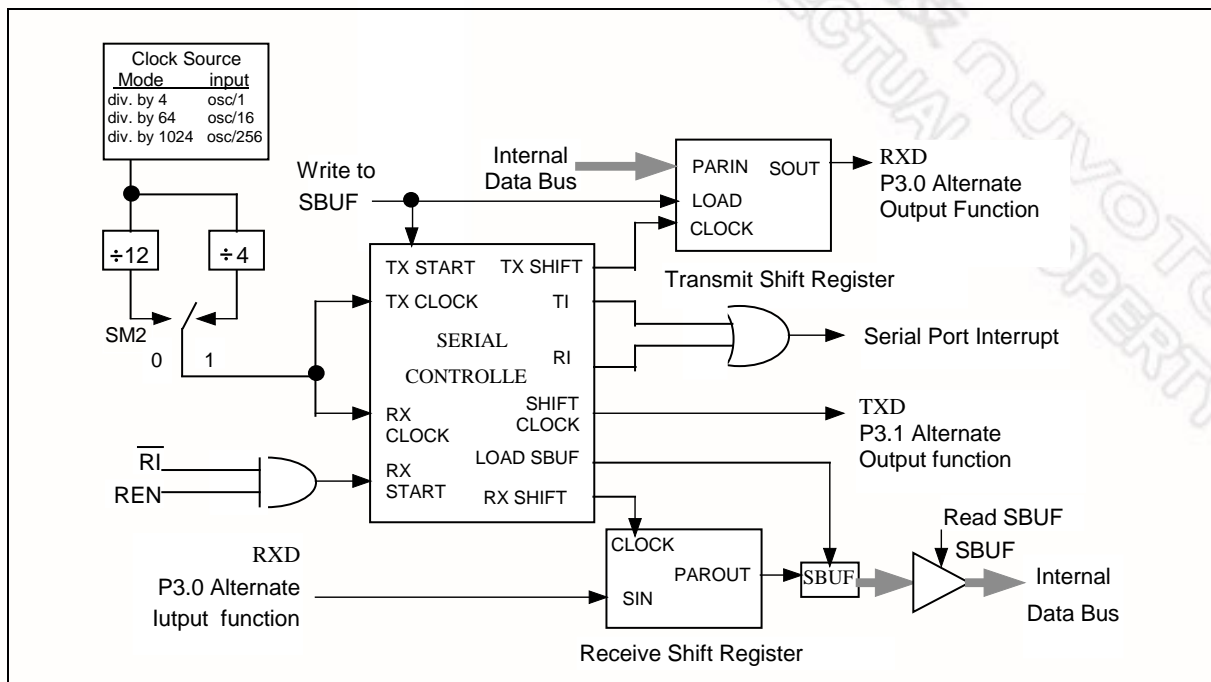 Clock Source
Mode input
div. by 4 osc/1
div. by 64 osc/16
div. by 1024 osc/256
÷12
÷4
SM2
0 1
Write to
SBUF
Internal
Data Bus
PARIN SOUT
LOAD
CLOCK
RXD
P3.0 Alternate
Output Function
Transmit Shift Register
TX START TX SHIFT
TX CLOCK TI
SERIAL
RI
CONTROLLE
RX
CLOCK
SHIFT
CLOCK
LOAD SBUF
RX
START
RX SHIFT
Serial Port Interrupt
TXD
P3.1 Alternate
Output function
RI
REN
RXD
P3.0 Alternate
Iutput function
CLOCK
PAROUT
SIN
Receive Shift Register
SBUF
Read SBUF
SBUF
Internal
Data Bus
nuvoTo